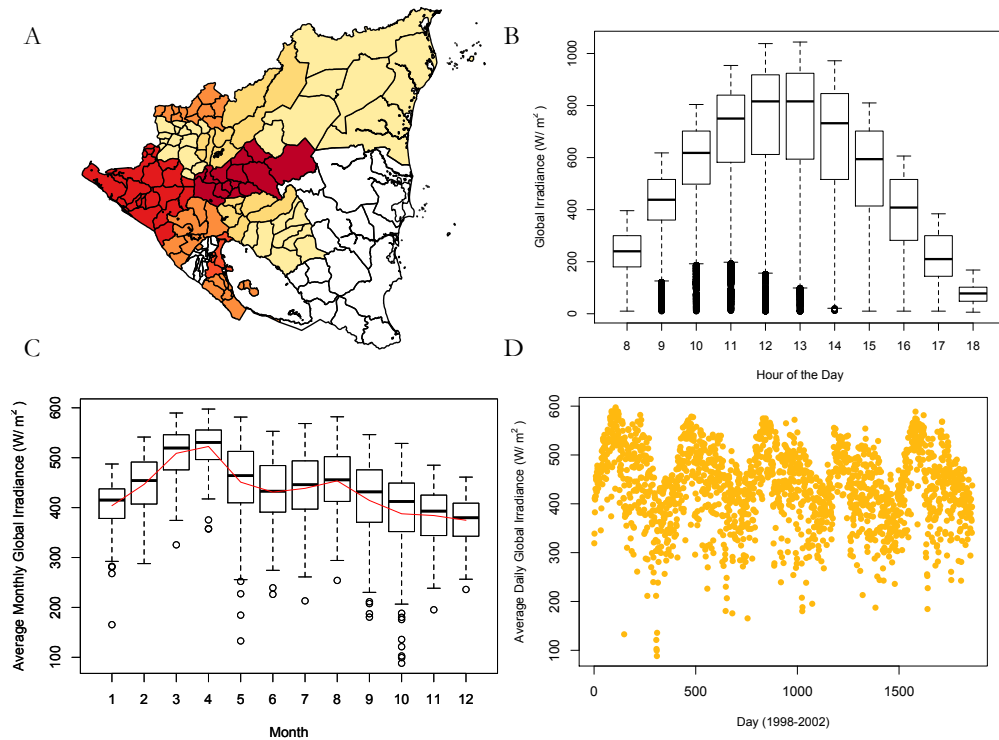 A
B
Global Irradiance (W/ m²)
0
200
400
600
800
1000
8 9 10 11 12 13 14 15 16 17 18
Hour of the Day
C
Average Monthly Global Irradiance (W/ m²)
600
500
400
300
200
100
1 2 3 4 5 6 7 8 9 10 11 12
Month
D
Average Daily Global Irradiance (W/ m²)
600
500
400
300
200
100
0 500 1000 1500
Day (1998-2002)